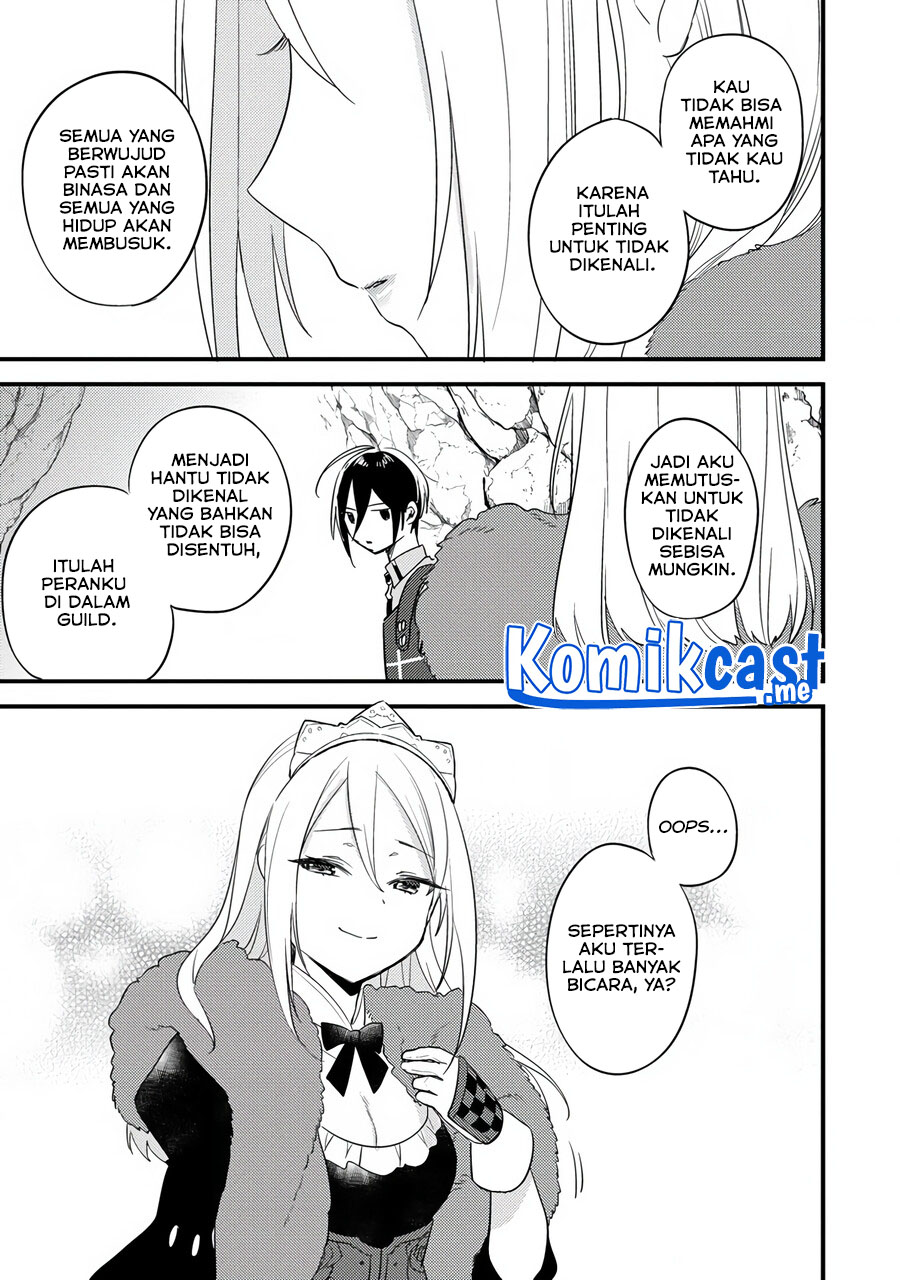 KAU
TIDAK BISA
MEMAHMI
APA YANG
TIDAK KAU
TAHU.
KARENA
ITULAH
PENTING
UNTUK TIDAK
DIKENALI.
SEMUA YANG
BERWUJUD
PASTI AKAN
BINASA DAN
SEMUA YANG
HIDUP AKAN
MEMBUSUK.
JADI AKU
MEMUTUS-
KAN UNTUK
TIDAK
DIKENALI
SEBISA
MUNGKIN.
MENJADI
HANTU TIDAK
DIKENAL
YANG BAHKAN
TIDAK BISA
DISENTUH,
ITULAH
PERANKU
DI DALAM
GUILD.
Komikcast
.me
OOPS...
SEPERTINYA
AKU TER-
LALU BANYAK
BICARA, YA?